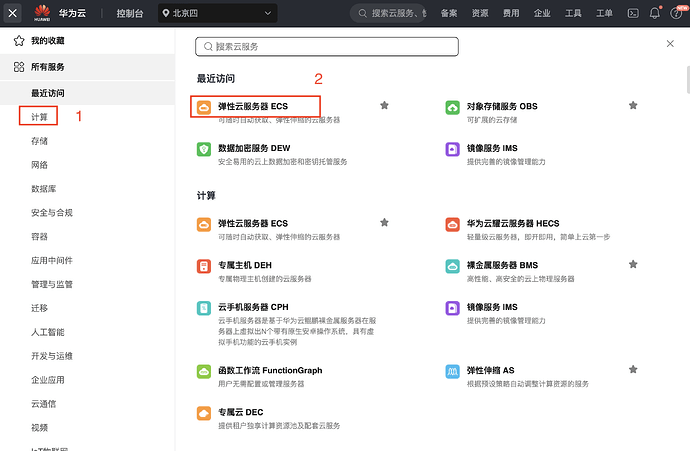 HUAWEI
华为云
控制台
北京四
搜索云服务、
备案
资源
费用
企业
工具
工单
NEW
我的收藏
所有服务
最近访问
计算
1
存储
网络
数据库
安全与合规
容器
应用中间件
管理与监管
迁移
人工智能
开发与运维
企业应用
云通信
视频
IoT物联网
搜索云服务
最近访问
2
弹性云服务器 ECS
可随时自动获取、弹性伸缩的云服务器
对象存储服务 OBS
可扩展的云存储
数据加密服务 DEW
安全易用的云上数据加密和密钥托管服务
镜像服务 IMS
提供完善的镜像管理能力
计算
弹性云服务器 ECS
可随时自动获取、弹性伸缩的云服务器
华为云耀云服务器 HECS
轻量级云服务器，即开即用，简单上云第一步
专属主机 DEH
专属物理主机创建的云服务器
裸金属服务器 BMS
高性能、高安全的云上物理服务器
云手机服务器 CPH
云手机服务器是基于华为云鲲鹏裸金属服务器在服
务器上虚拟出N个带有原生安卓操作系统，具有虚
拟手机功能的云手机实例
镜像服务 IMS
提供完善的镜像管理能力
函数工作流 FunctionGraph
用户无需配置或管理服务器
弹性伸缩 AS
根据预设策略自动调整计算资源的服务
专属云 DEC
提供租户独享计算资源池及配套云服务